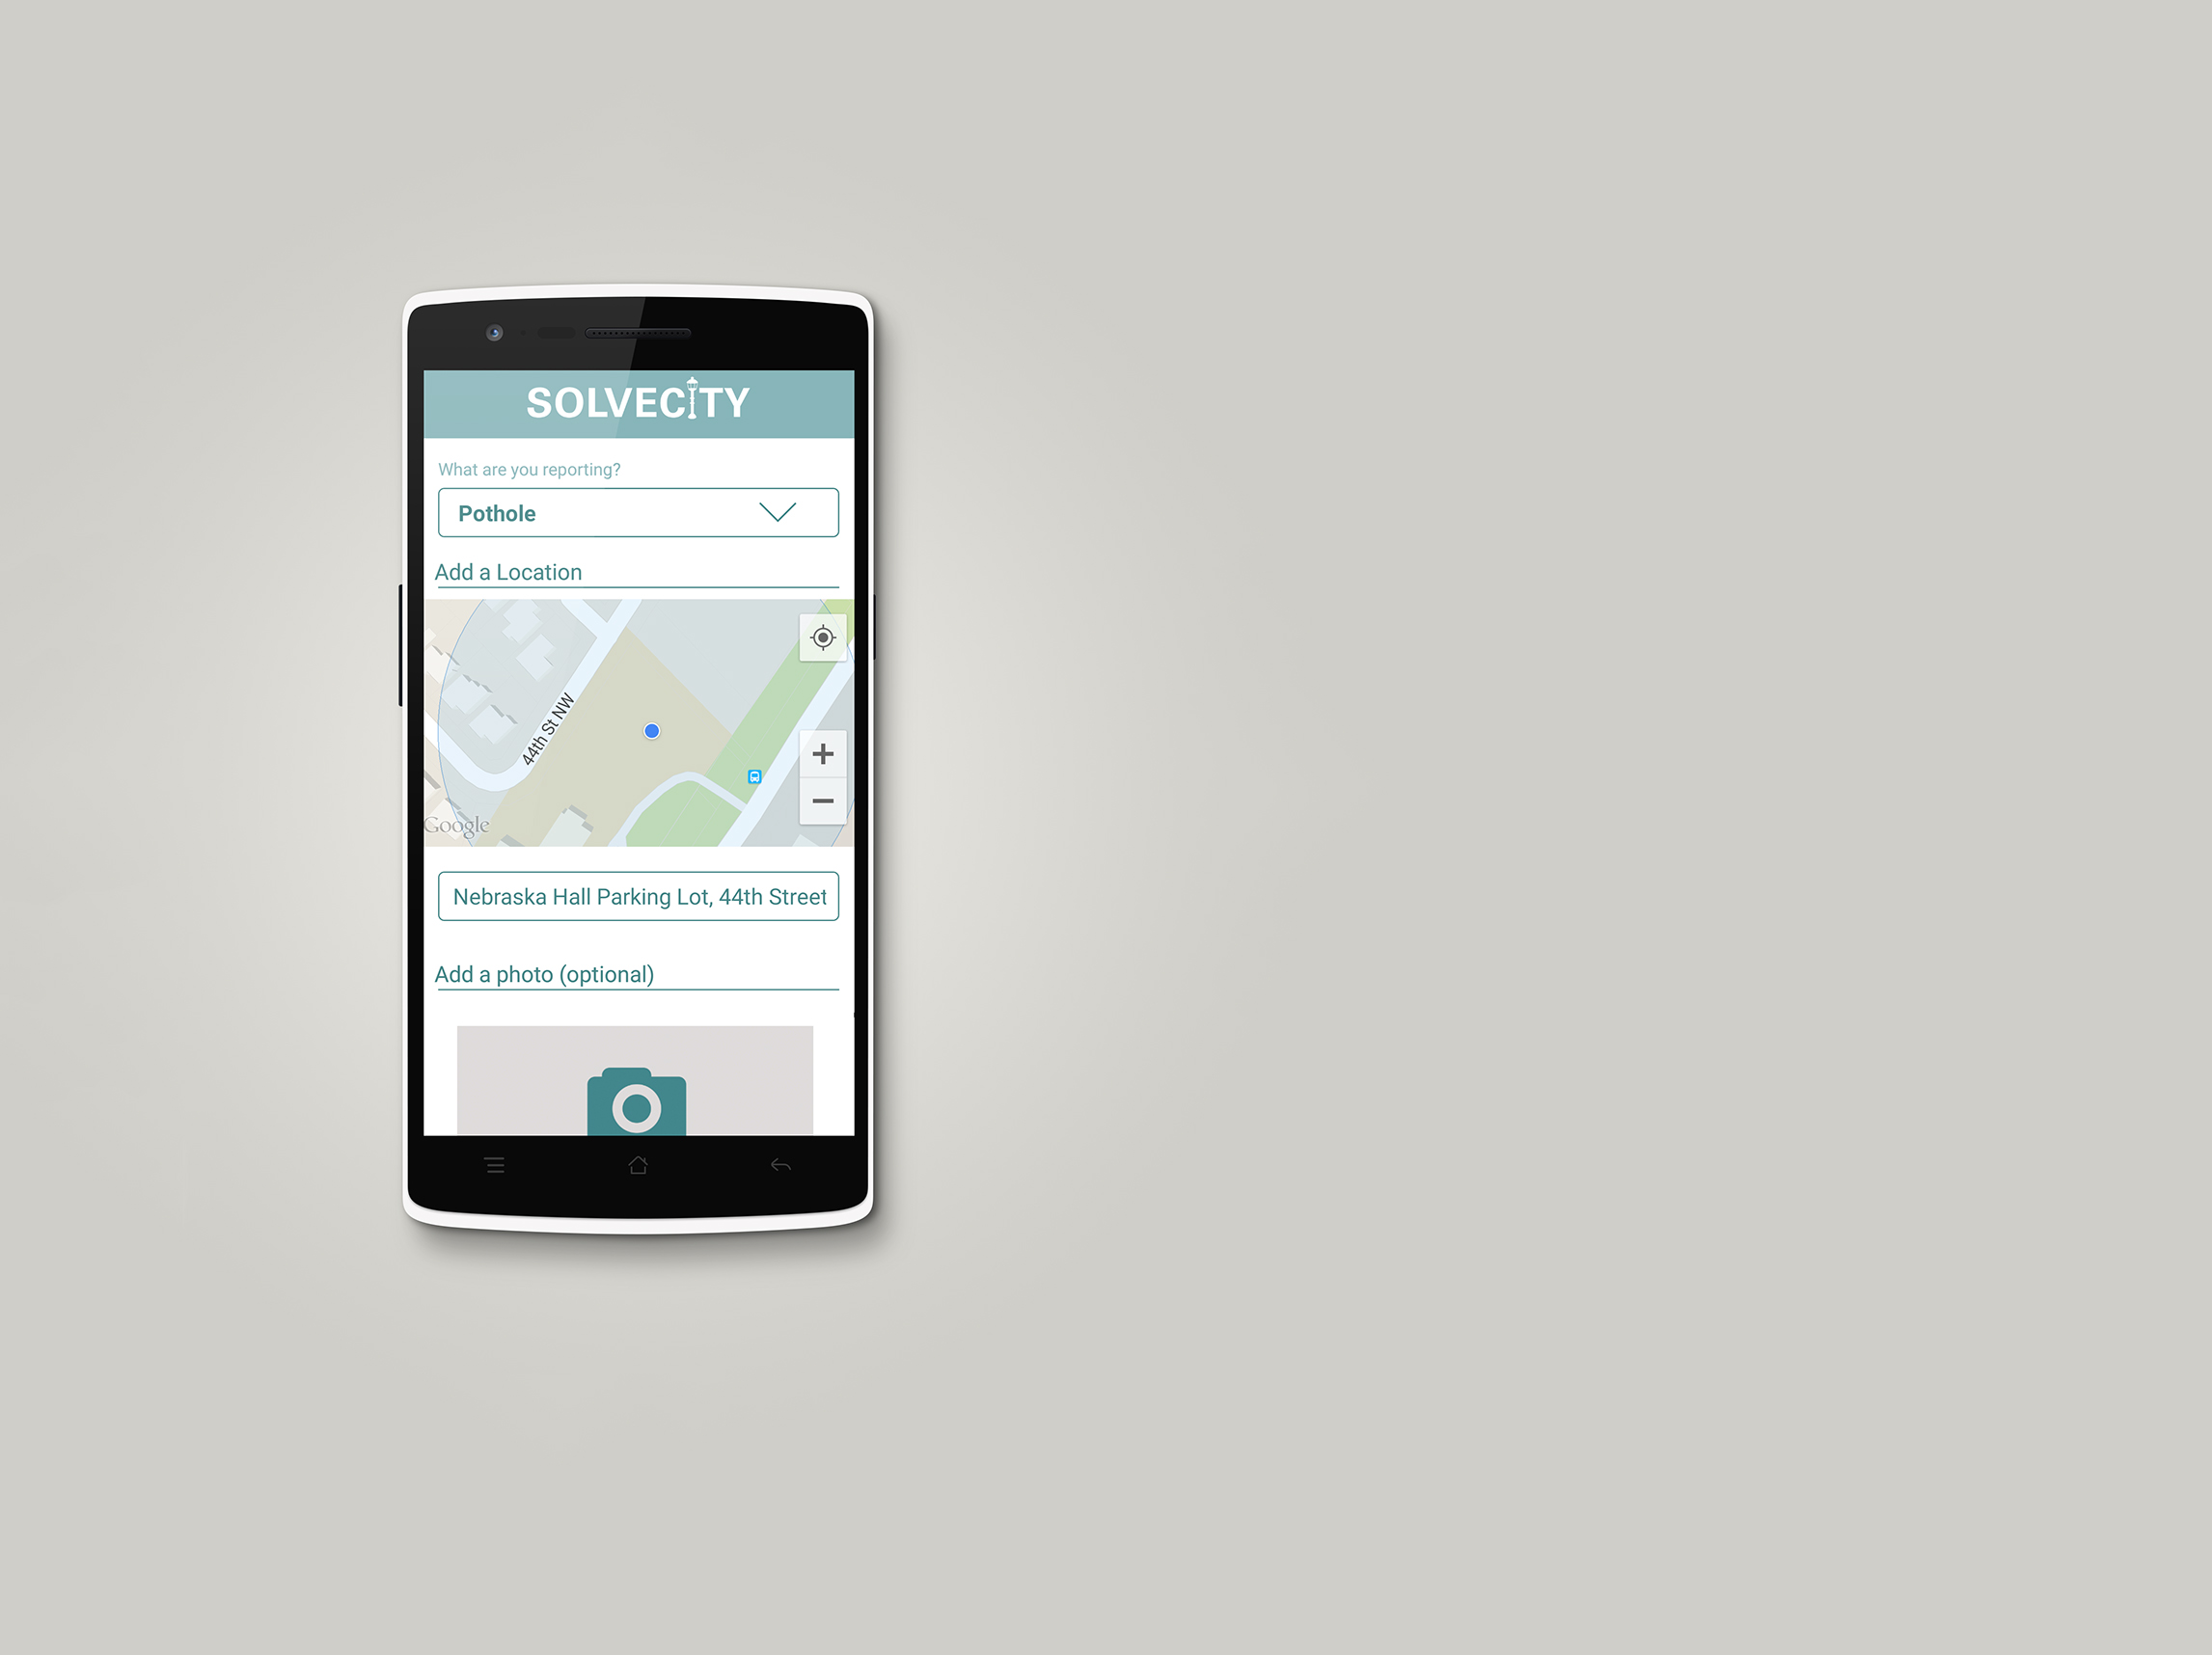 SOLVECITY
What are you reporting?
Pothole
Add a Location
44th St NW
Google
Nebraska Hall Parking Lot, 44th Street
Add a photo (optional)